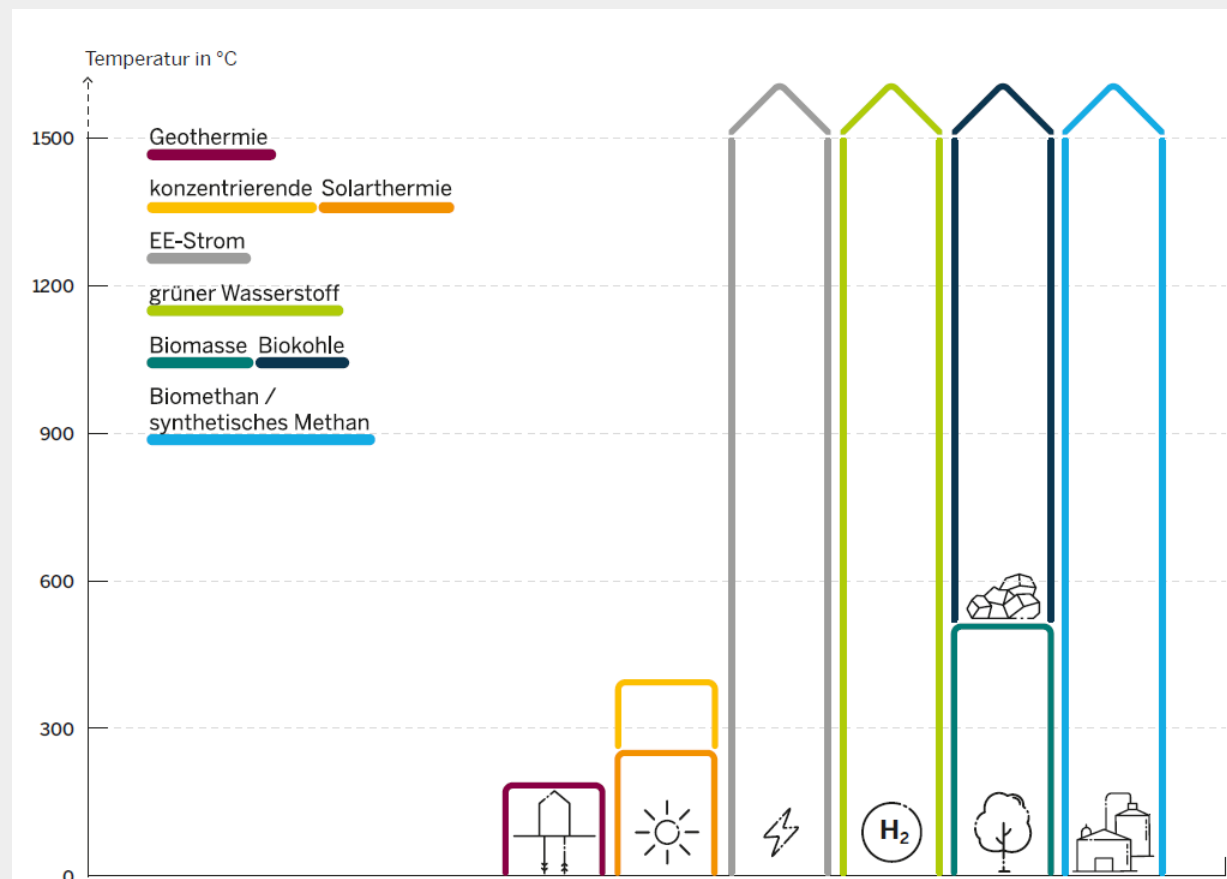 Temperatur in °C
1500
Geothermie
konzentrierende Solarthermie
EE-Strom
1200
grüner Wasserstoff
Biomasse Biokohle
Biomethan /
synthetisches Methan
900
600
300
H₂
0